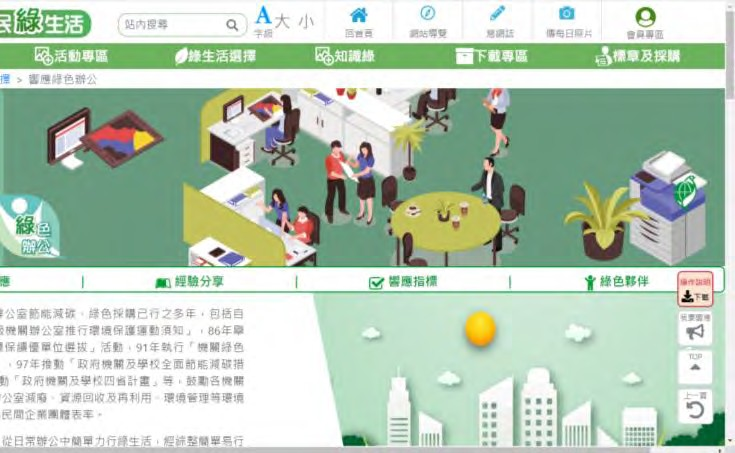 民綠生活
站內搜尋
A大 小
字級
回首頁
網站導覽
傳每日照片
會員專區
活動專區
綠生活選擇
知識綠
下載專區
標章及採購
擇 > 響應綠色辦公
綠色
辦公
應
經驗分享
響應指標
綠色夥伴
操作說明
下載
我要響應
TOP
上一頁
辦公室節能減碳、綠色採購已行之多年，包括自
級機關辦公室推行環境保護運動須知」，86年舉
環保績優單位選拔」活動，91年執行「機關綠色
」，97年推動「政府機關及學校全面節能減碳措
動「政府機關及學校四省計畫」等，鼓勵各機關
辦公室減廢、資源回收及再利用、環境管理等環境
民間企業團體表率。
從日常辦公中簡單力行綠生活，經綜整簡單易行